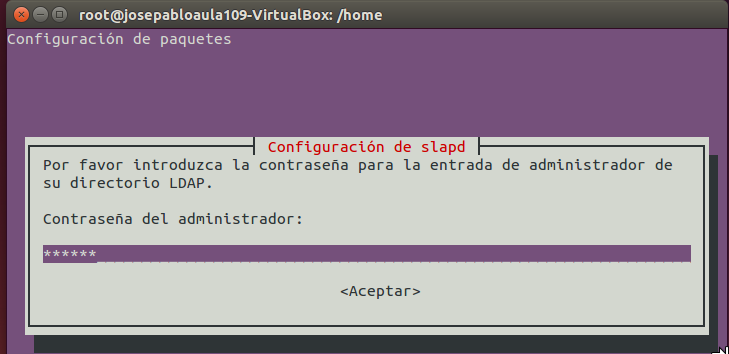 root@josepabloaula109-VirtualBox: /home
Configuración de paquetes
Configuración de slapd
Por favor introduzca la contraseña para la entrada de administrador de
su directorio LDAP.
Contraseña del administrador:
******
<Aceptar>